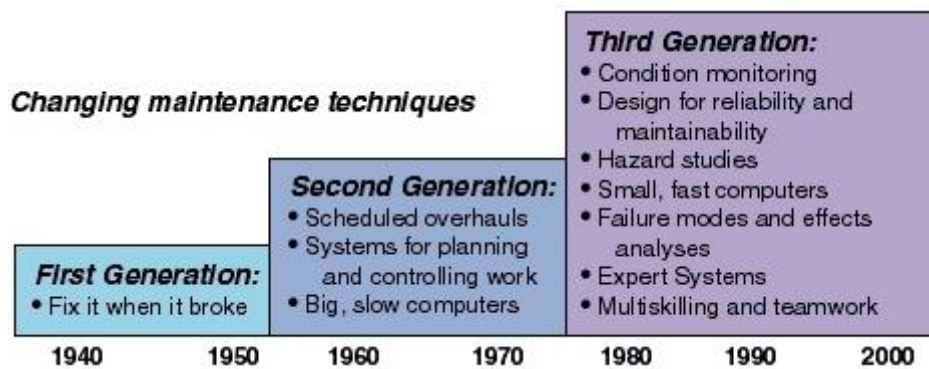 Changing maintenance techniques
First Generation:
• Fix it when it broke
Second Generation:
• Scheduled overhauls
• Systems for planning
and controlling work
• Big, slow computers
Third Generation:
• Condition monitoring
• Design for reliability and
maintainability
• Hazard studies
• Small, fast computers
• Failure modes and effects
analyses
• Expert Systems
• Multiskilling and teamwork
1940 1950 1960 1970 1980 1990 2000